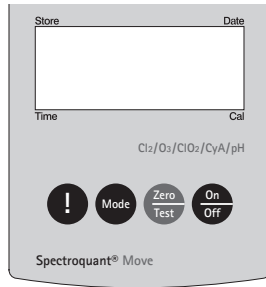 Store Date
Time Cal
Cl2/O3/ClO2/CyA/pH
! Mode Zero On
Test Off
Spectroquant® Move